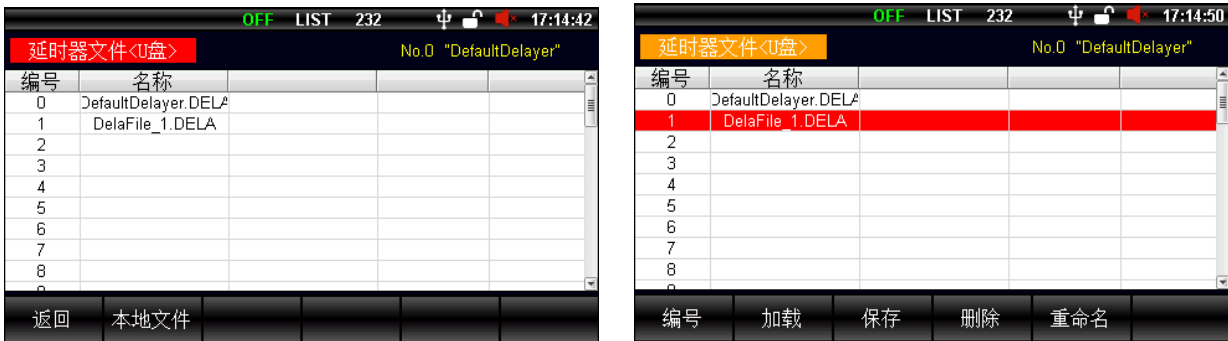 OFF LIST 232 17:14:42
延时器文件<U盘> No.0 "DefaultDelayer"
编号 名称
0 DefaultDelayer.DELA
1 DelaFile_1.DELA
2
3
4
5
6
7
8
返回 本地文件
OFF LIST 232 17:14:50
延时器文件<U盘> No.0 "DefaultDelayer"
编号 名称
0 DefaultDelayer.DELA
1 DelaFile_1.DELA
2
3
4
5
6
7
8
编号 加载 保存 删除 重命名